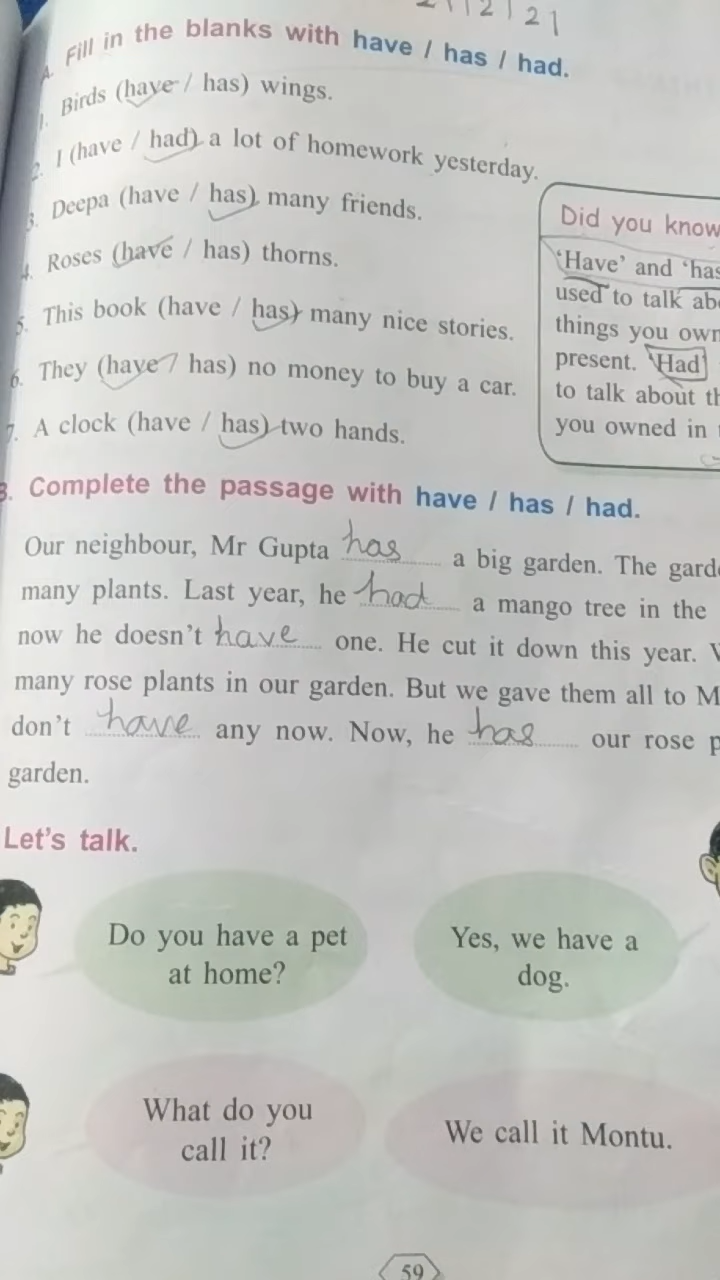 21121
A. Fill in the blanks with have / has / had.
1. Birds (have / has) wings.
2. I (have / had) a lot of homework yesterday.
3. Deepa (have / has) many friends.
4. Roses (have / has) thorns.
5. This book (have / has) many nice stories.
6. They (have / has) no money to buy a car.
7. A clock (have / has) two hands.
Did you know
'Have' and 'has
used to talk abo
things you own
present. 'Had'
to talk about th
you owned in
B. Complete the passage with have / has / had.
Our neighbour, Mr Gupta has a big garden. The garde
many plants. Last year, he had a mango tree in the
now he doesn't have one. He cut it down this year. W
many rose plants in our garden. But we gave them all to M
don't have any now. Now, he has our rose p
garden.
Let's talk.
Do you have a pet
at home?
Yes, we have a
dog.
What do you
call it?
We call it Montu.
59